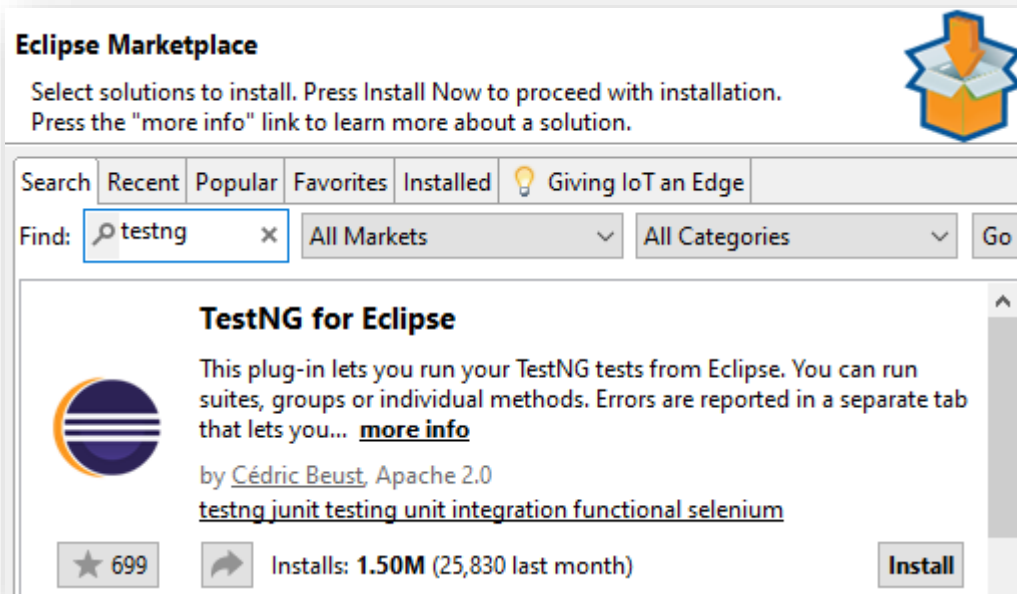 Eclipse Marketplace
Select solutions to install. Press Install Now to proceed with installation.
Press the "more info" link to learn more about a solution.
Search Recent Popular Favorites Installed Giving IoT an Edge
Find: testng All Markets All Categories Go
TestNG for Eclipse
This plug-in lets you run your TestNG tests from Eclipse. You can run
suites, groups or individual methods. Errors are reported in a separate tab
that lets you... more info
by Cédric Beust, Apache 2.0
testng junit testing unit integration functional selenium
699 Installs: 1.50M (25,830 last month) Install